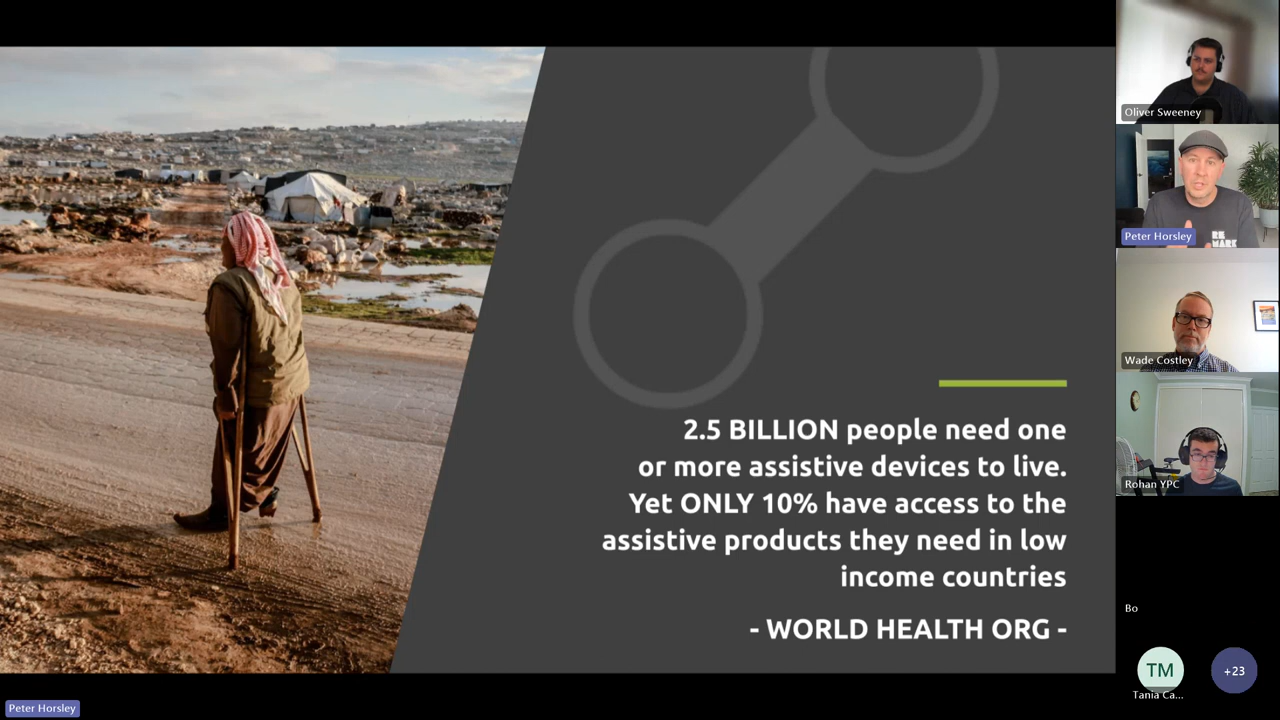 2.5 BILLION people need one
or more assistive devices to live.
Yet ONLY 10% have access to the
assistive products they need in low
income countries
- WORLD HEALTH ORG -
Peter Horsley
Oliver Sweeney
Peter Horsley
RE
MARK
Wade Costley
Rohan YPC
Bo
TM
Tania Ca...
+23